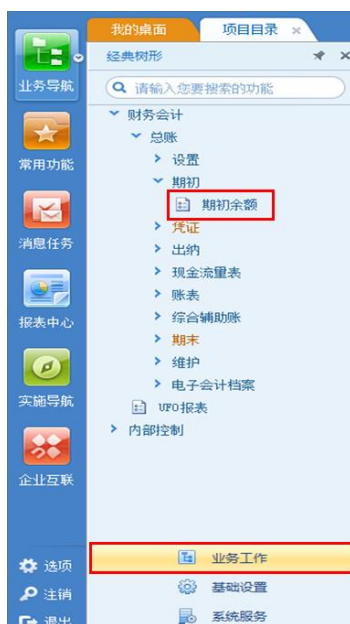 我的桌面
项目目录
经典树形
请输入您要搜索的功能
财务会计
总账
设置
期初
期初余额
凭证
出纳
现金流量表
账表
综合辅助账
期末
维护
电子会计档案
UFO报表
内部控制
业务工作
基础设置
系统服务
业务导航
常用功能
消息任务
报表中心
实施导航
企业互联
选项
注销
退出